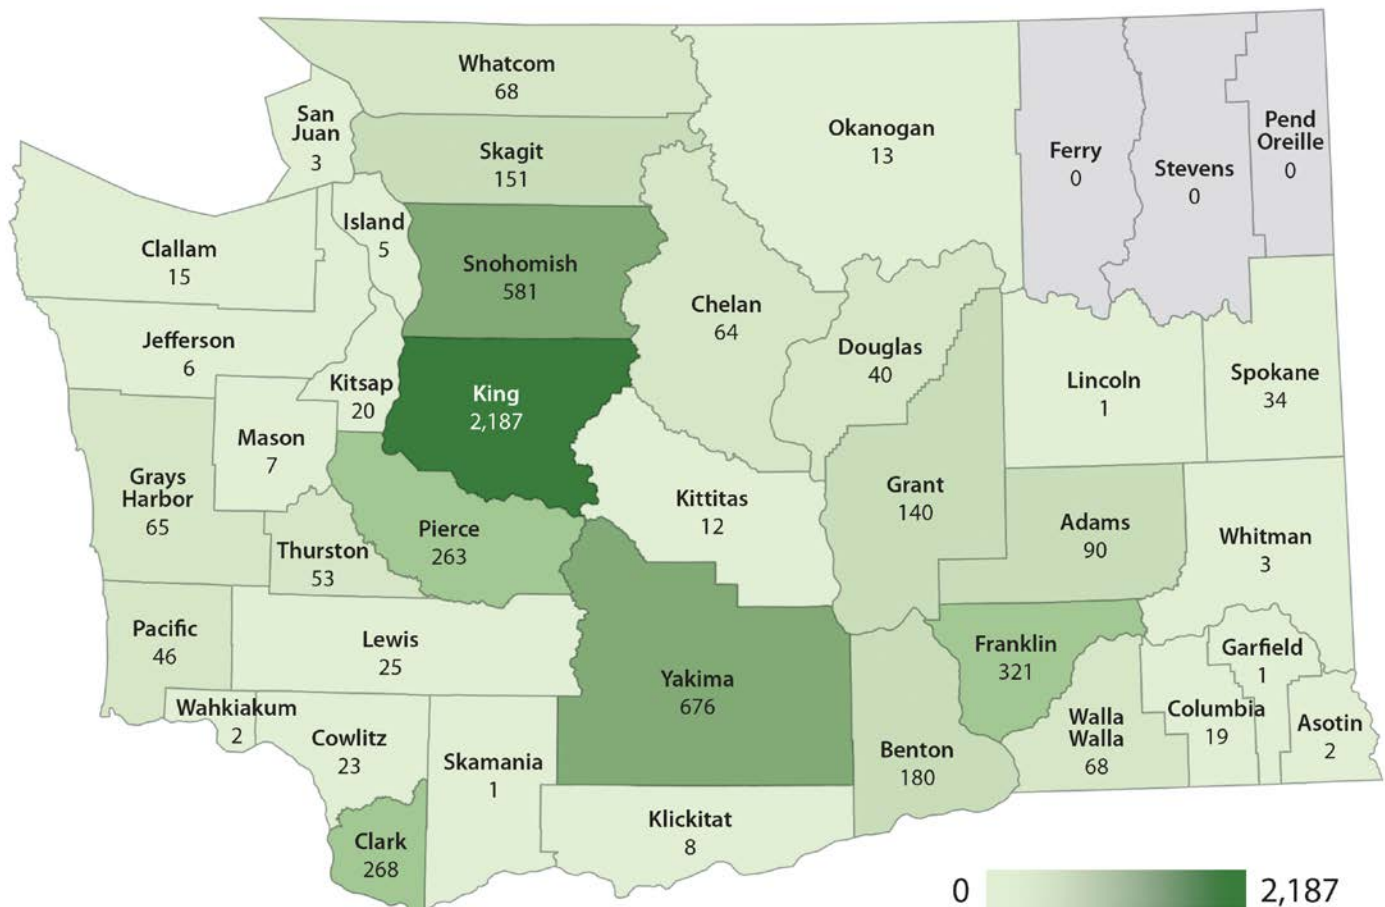 Whatcom
68
San
Juan
3
Skagit
151
Okanogan
13
Ferry
0
Stevens
0
Pend
Oreille
0
Island
5
Clallam
15
Snohomish
581
Chelan
64
Douglas
40
Jefferson
6
Kitsap
20
King
2,187
Lincoln
1
Spokane
34
Mason
7
Grays
Harbor
65
Kittitas
12
Grant
140
Adams
90
Whitman
3
Thurston
53
Pierce
263
Pacific
46
Lewis
25
Yakima
676
Franklin
321
Garfield
1
Wahkiakum
2
Cowlitz
23
Skamania
1
Benton
180
Walla
Walla
68
Columbia
19
Asotin
2
Clark
268
Klickitat
8
0
2,187